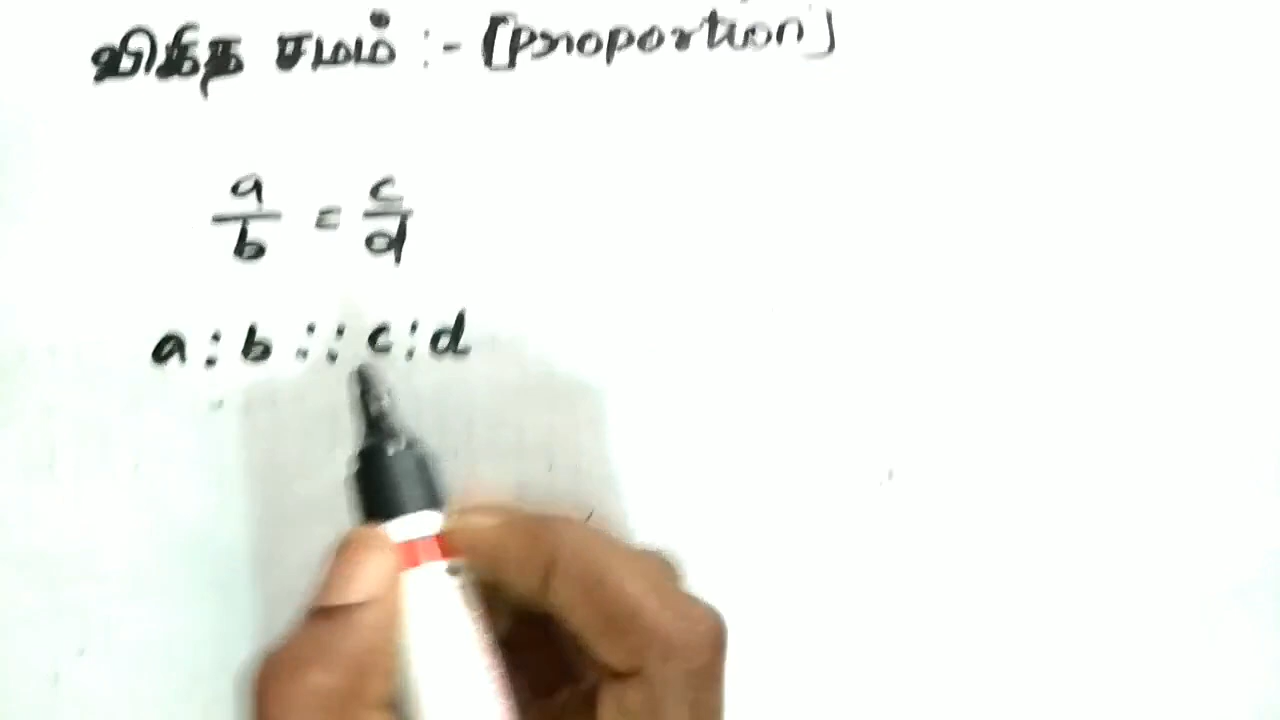 விகித சமம் :- [Proportion]
a/b = c/d
a : b :: c : d